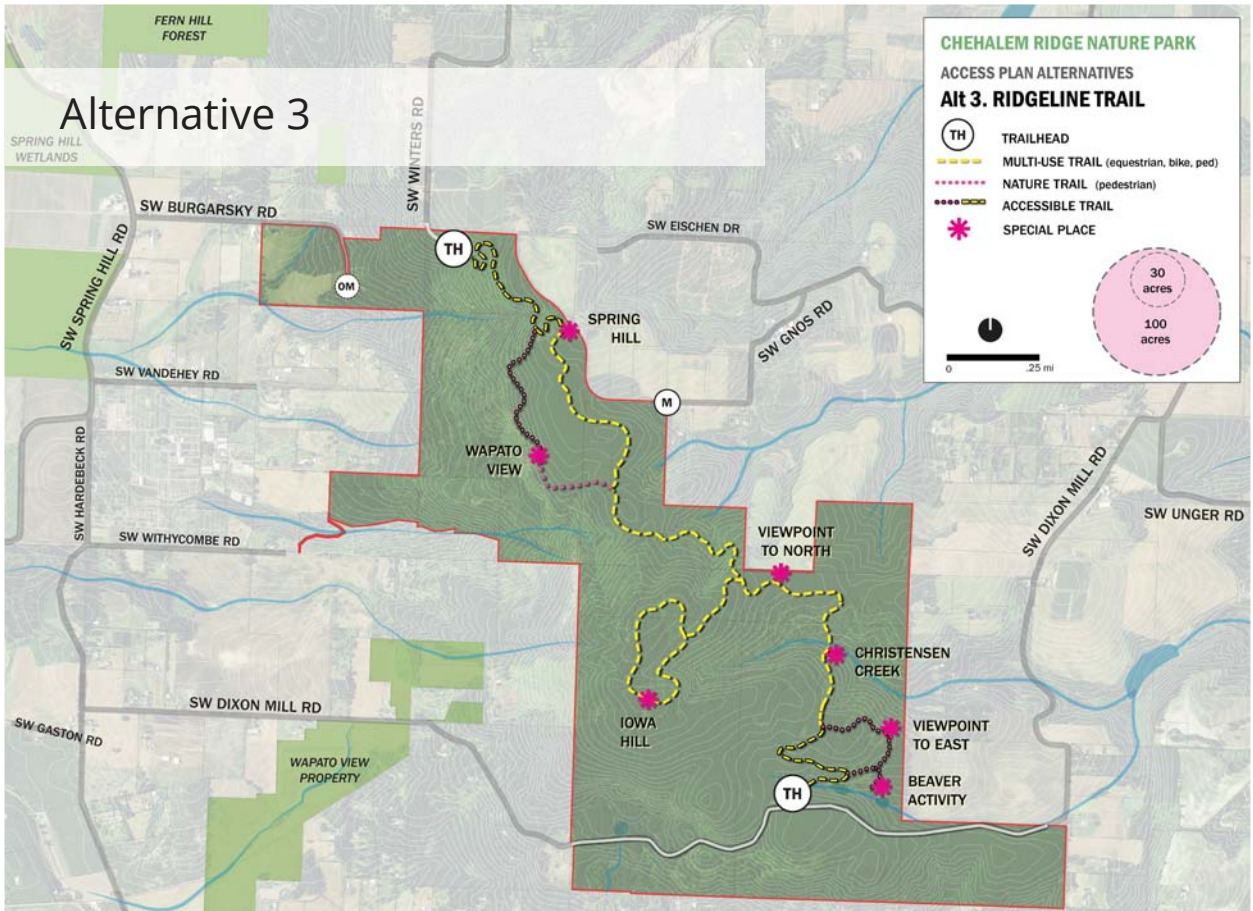 FERN HILL
FOREST
Alternative 3
SPRING HILL
WETLANDS
SW WINTERS RD
SW BURGARSKY RD
SW SPRING HILL RD
TH
OM
SW EISCHEN DR
SPRING
HILL
SW GNOS RD
SW VANDEHEY RD
M
WAPATO
VIEW
SW HARDEBECK RD
SW WITHYCOMBE RD
VIEWPOINT
TO NORTH
SW DIXON MILL RD
SW UNGER RD
CHRISTENSEN
CREEK
SW DIXON MILL RD
SW GASTON RD
IOWA
HILL
VIEWPOINT
TO EAST
WAPATO VIEW
PROPERTY
TH
BEAVER
ACTIVITY
CHEHALEM RIDGE NATURE PARK
ACCESS PLAN ALTERNATIVES
Alt 3. RIDGELINE TRAIL
TH TRAILHEAD
MULTI-USE TRAIL (equestrian, bike, ped)
NATURE TRAIL (pedestrian)
ACCESSIBLE TRAIL
SPECIAL PLACE
30
acres
100
acres
0 .25 mi